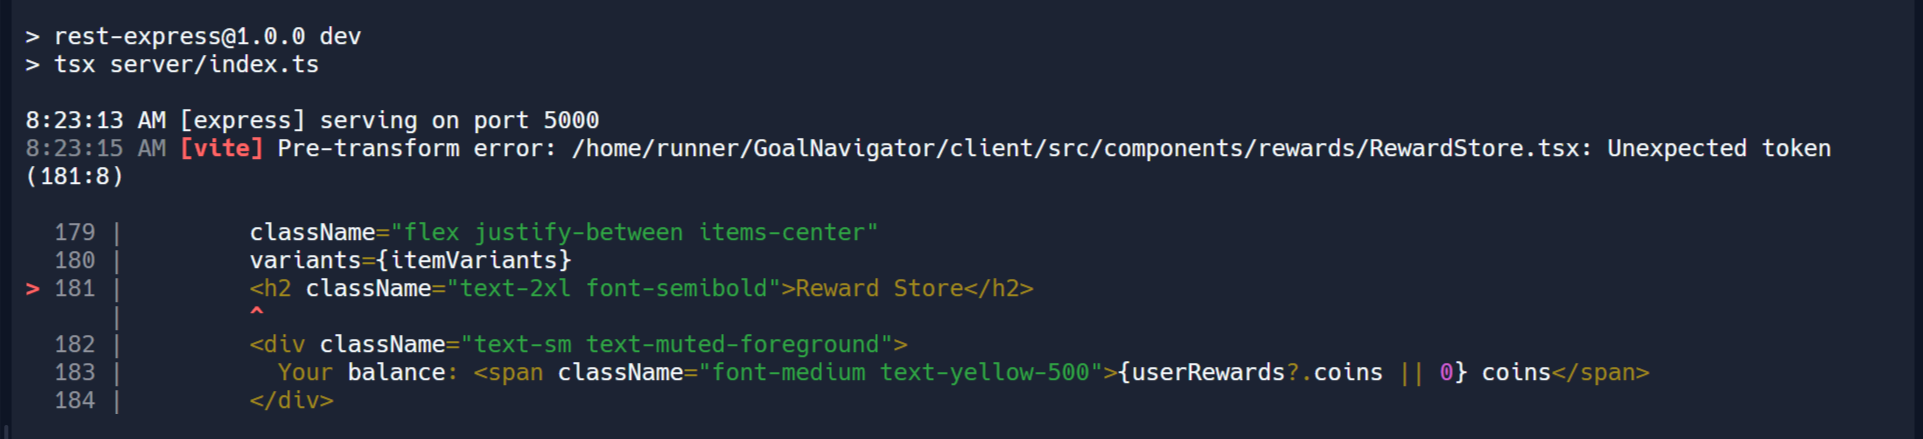 > rest-express@1.0.0 dev
> tsx server/index.ts
8:23:13 AM [express] serving on port 5000
8:23:15 AM [vite] Pre-transform error: /home/runner/GoalNavigator/client/src/components/rewards/RewardStore.tsx: Unexpected token
(181:8)
  179 |         className="flex justify-between items-center"
  180 |         variants={itemVariants}
> 181 |         <h2 className="text-2xl font-semibold">Reward Store</h2>
      |         ^
  182 |         <div className="text-sm text-muted-foreground">
  183 |           Your balance: <span className="font-medium text-yellow-500">{userRewards?.coins || 0} coins</span>
  184 |         </div>